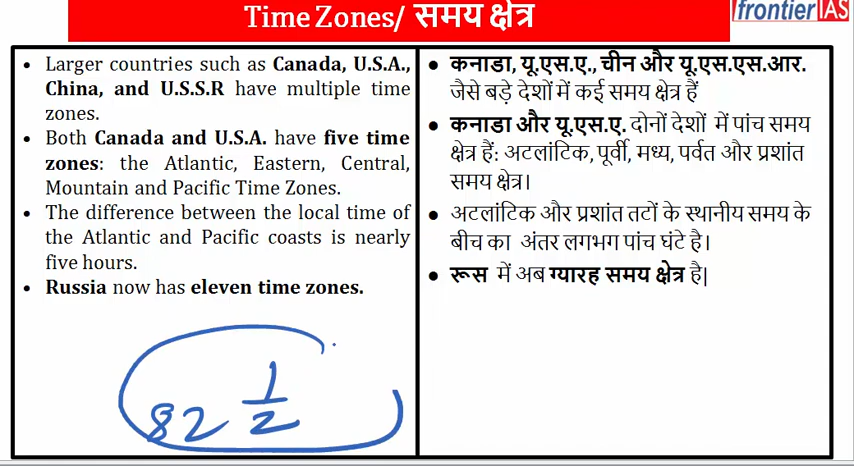 Time Zones/ समय क्षेत्र
frontier IAS
• Larger countries such as Canada, U.S.A.,
China, and U.S.S.R have multiple time
zones.
• Both Canada and U.S.A. have five time
zones: the Atlantic, Eastern, Central,
Mountain and Pacific Time Zones.
• The difference between the local time of
the Atlantic and Pacific coasts is nearly
five hours.
• Russia now has eleven time zones.
82 1/2
• कनाडा, यू.एस.ए., चीन और यू.एस.एस.आर.
जैसे बड़े देशों में कई समय क्षेत्र हैं
• कनाडा और यू.एस.ए. दोनों देशों में पांच समय
क्षेत्र हैं: अटलांटिक, पूर्वी, मध्य, पर्वत और प्रशांत
समय क्षेत्र।
• अटलांटिक और प्रशांत तटों के स्थानीय समय के
बीच का अंतर लगभग पांच घंटे है।
• रूस में अब ग्यारह समय क्षेत्र है|